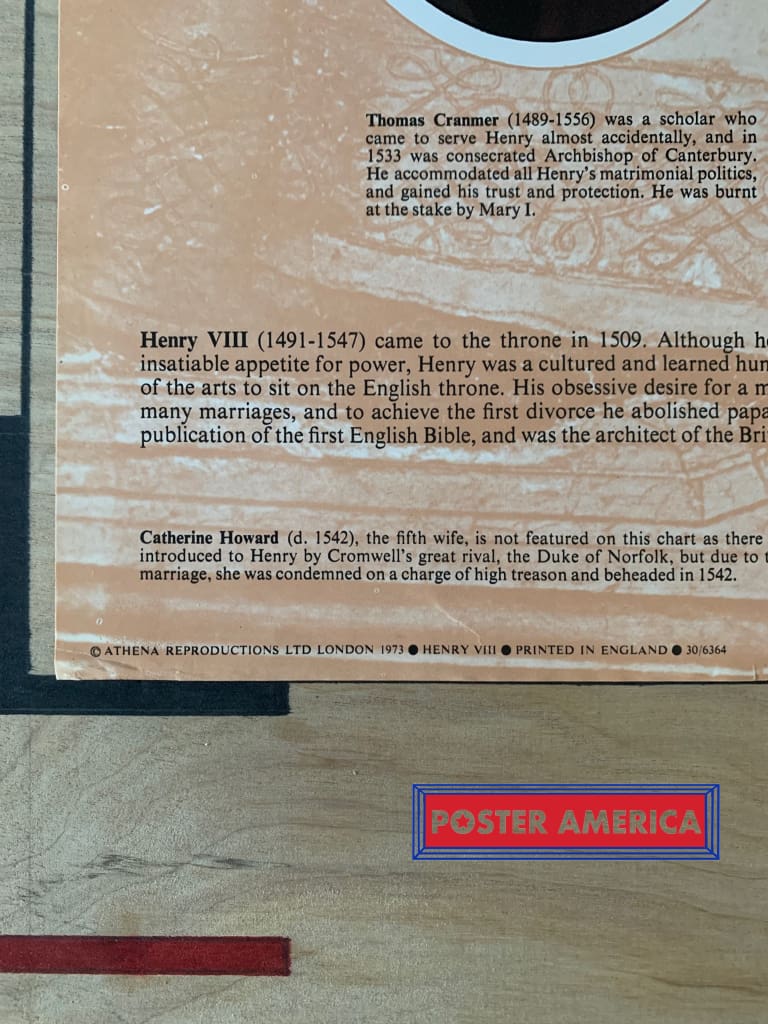 Thomas Cranmer (1489-1556) was a scholar who
came to serve Henry almost accidentally, and in
1533 was consecrated Archbishop of Canterbury.
He accommodated all Henry's matrimonial politics,
and gained his trust and protection. He was burnt
at the stake by Mary I.
Henry VIII (1491-1547) came to the throne in 1509. Although
insatiable appetite for power, Henry was a cultured and learned
of the arts to sit on the English throne. His obsessive desire for a
many marriages, and to achieve the first divorce he abolished
publication of the first English Bible, and was the architect of the
Catherine Howard (d. 1542), the fifth wife, is not featured on this chart as there
introduced to Henry by Cromwell's great rival, the Duke of Norfolk, but due to
marriage, she was condemned on a charge of high treason and beheaded in 1542.
© ATHENA REPRODUCTIONS LTD LONDON 1973 ● HENRY VIII ● PRINTED IN ENGLAND ● 30/6364
POSTER AMERICA